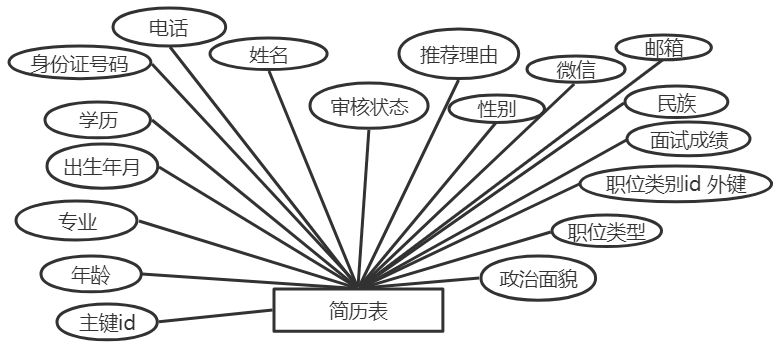 电话
姓名
推荐理由
邮箱
身份证号码
微信
审核状态
性别
民族
学历
面试成绩
出生年月
职位类别id 外键
专业
职位类型
年龄
政治面貌
主键id
简历表